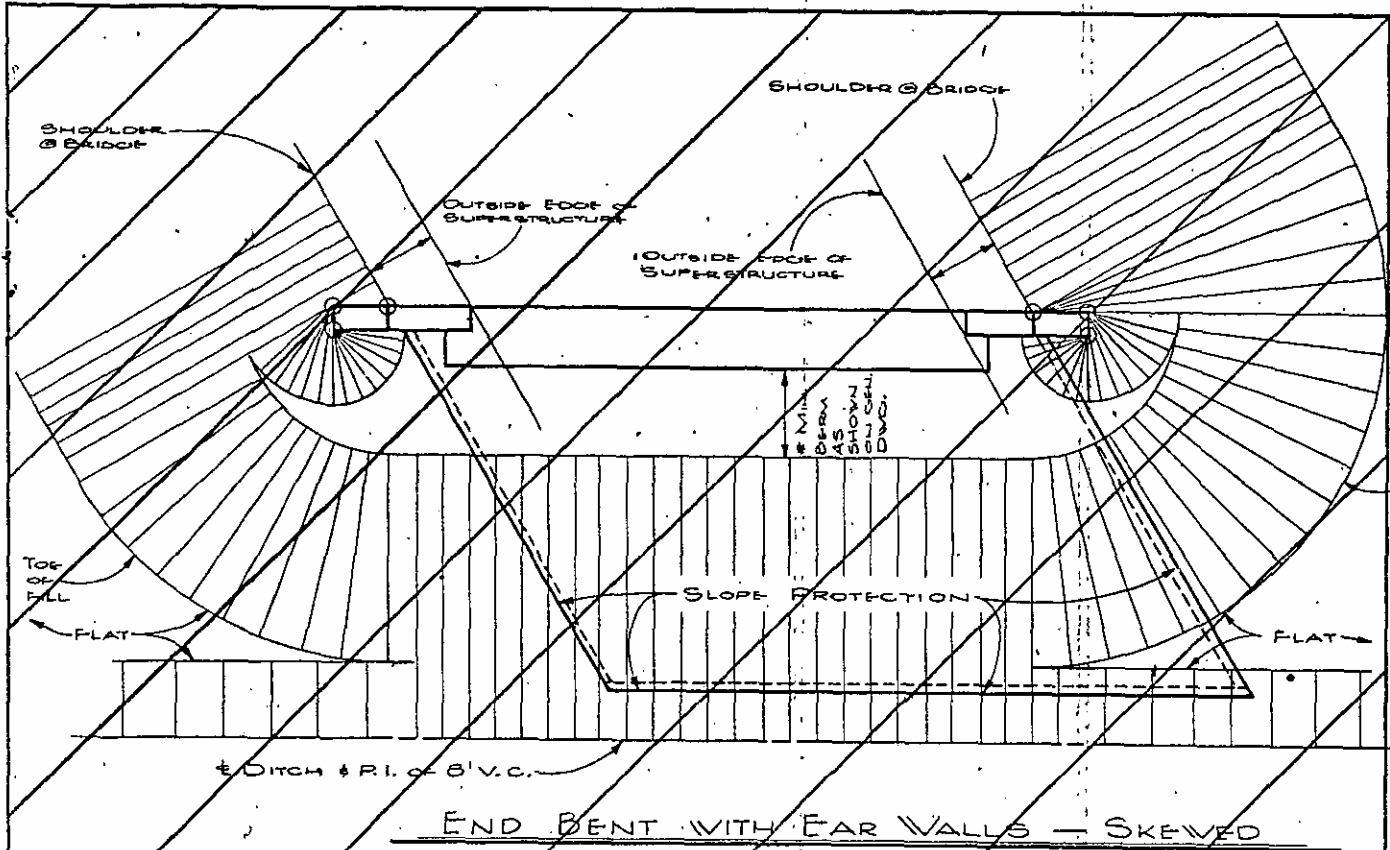 SHOULDER @ BRIDGE
SHOULDER
@ BRIDGE
OUTSIDE EDGE OF
SUPERSTRUCTURE
OUTSIDE EDGE OF
SUPERSTRUCTURE
* MIN.
BERM
AS
SHOWN
ON GEN.
DWG.
TOE
OF
FILL
FLAT
SLOPE PROTECTION
FLAT
℄ DITCH & P.I. OF 8' V.C.
END BENT WITH EAR WALLS — SKEWED